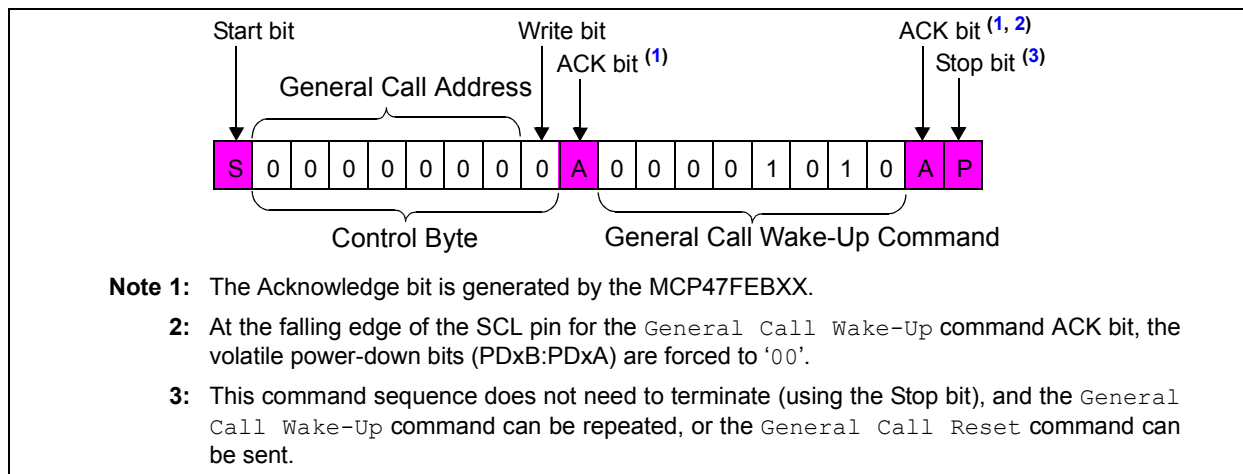 Start bit Write bit ACK bit (1, 2)
ACK bit (1) Stop bit (3)
General Call Address
S 0 0 0 0 0 0 0 0 A 0 0 0 0 1 0 1 0 A P
Control Byte General Call Wake-Up Command
Note 1: The Acknowledge bit is generated by the MCP47FEBXX.
2: At the falling edge of the SCL pin for the General Call Wake-Up command ACK bit, the
volatile power-down bits (PDxB:PDxA) are forced to ‘00’.
3: This command sequence does not need to terminate (using the Stop bit), and the General
Call Wake-Up command can be repeated, or the General Call Reset command can
be sent.